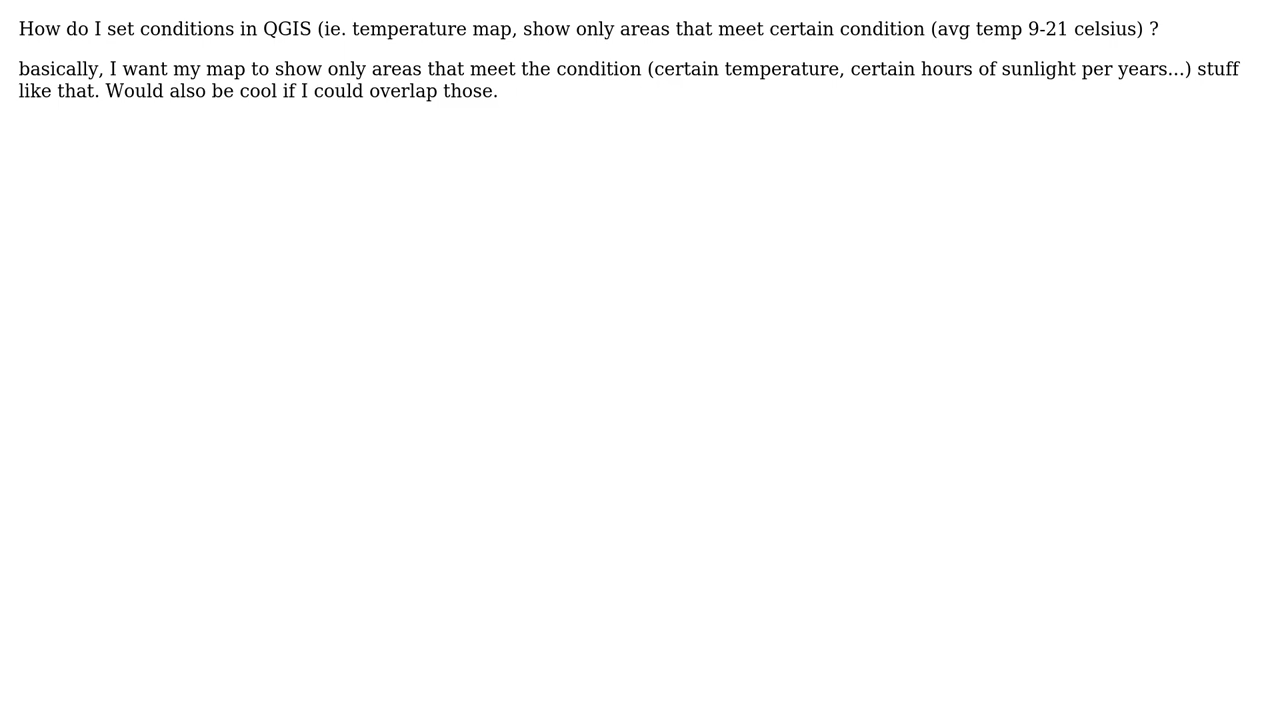 How do I set conditions in QGIS (ie. temperature map, show only areas that meet certain condition (avg temp 9-21 celsius) ?
basically, I want my map to show only areas that meet the condition (certain temperature, certain hours of sunlight per years...) stuff
like that. Would also be cool if I could overlap those.